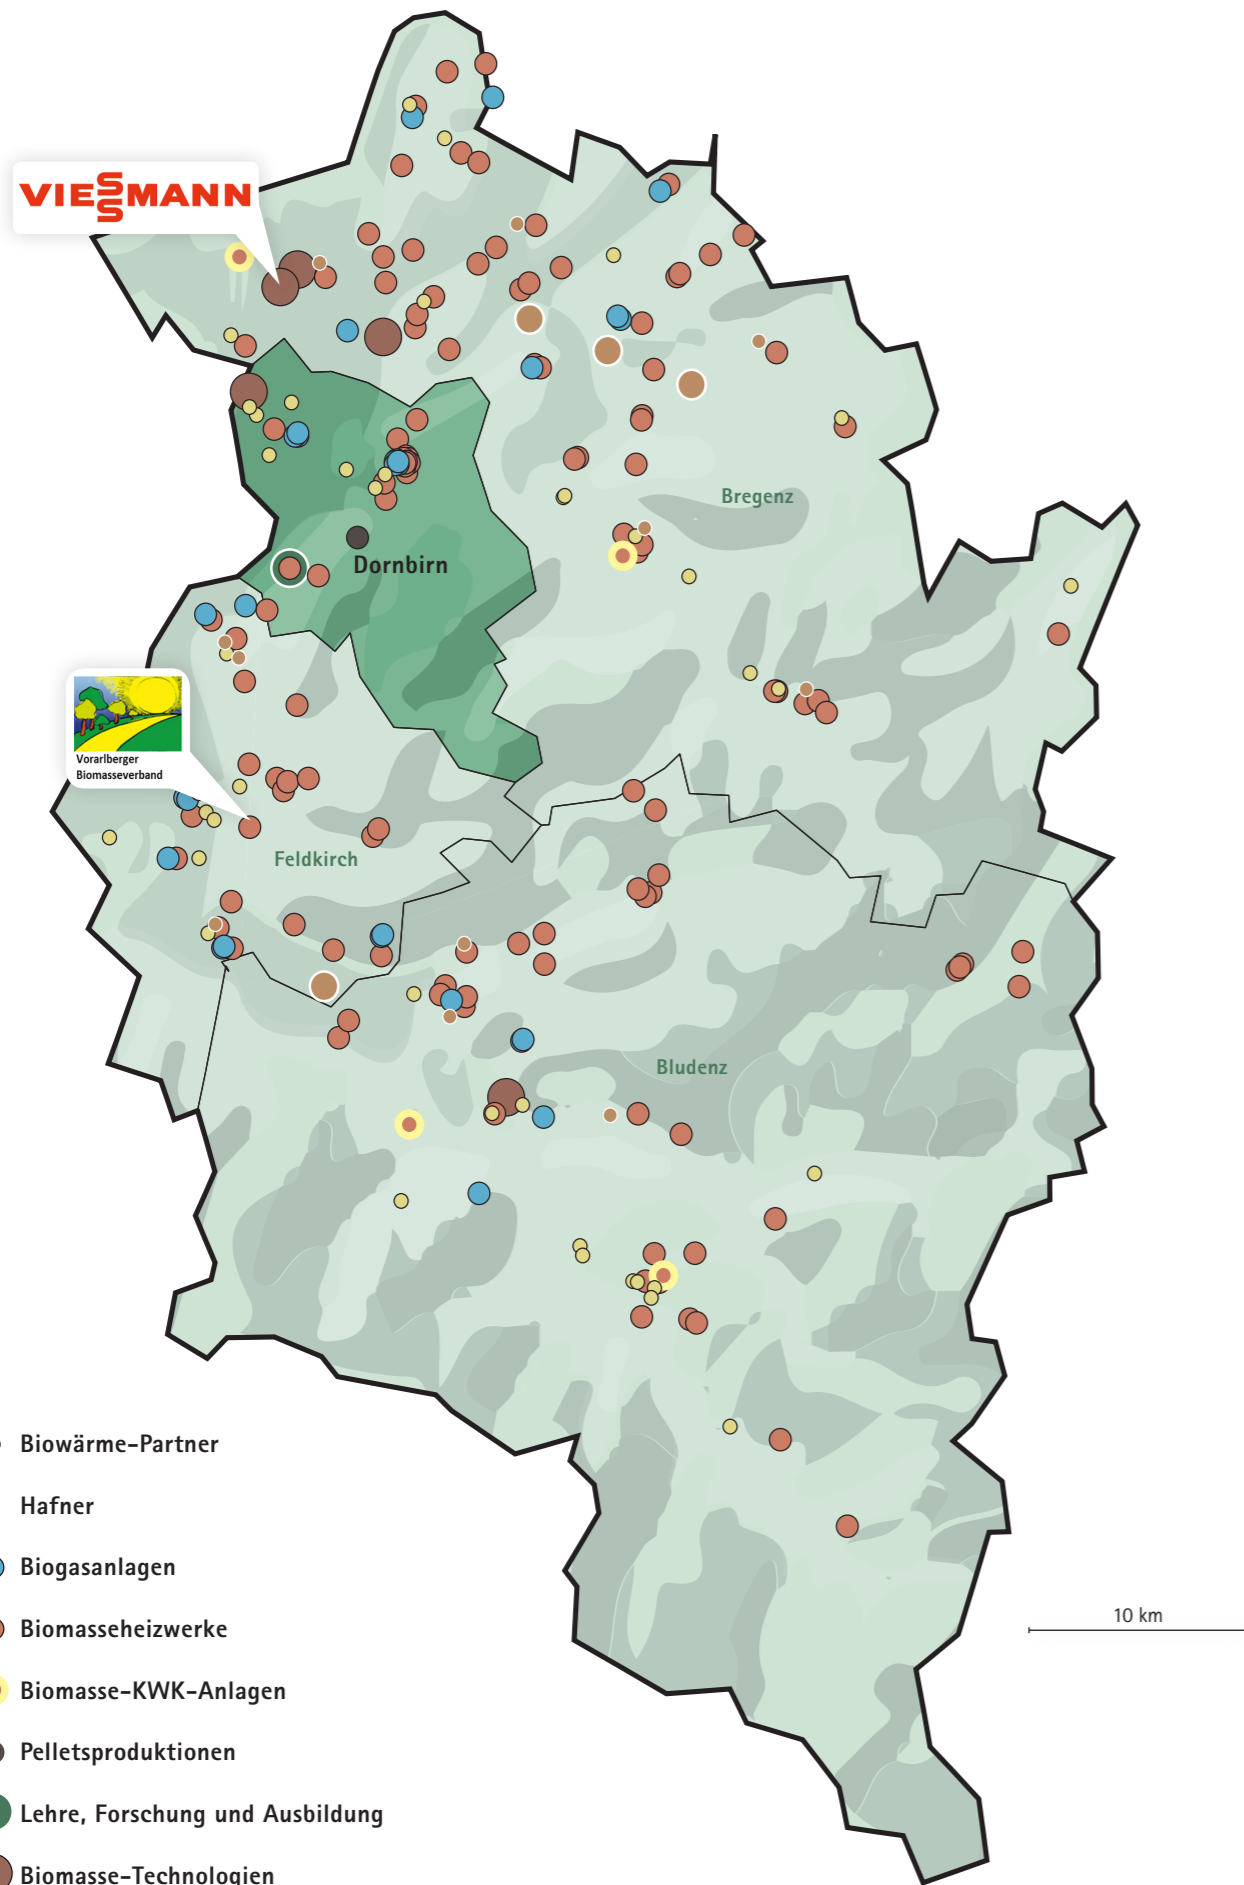 VIESSMANN
Bregenz
Dornbirn
Vorarlberger
Biomasseverband
Feldkirch
Bludenz
Biowärme-Partner
Hafner
Biogasanlagen
Biomasseheizwerke
10 km
Biomasse-KWK-Anlagen
Pelletsproduktionen
Lehre, Forschung und Ausbildung
Biomasse-Technologien